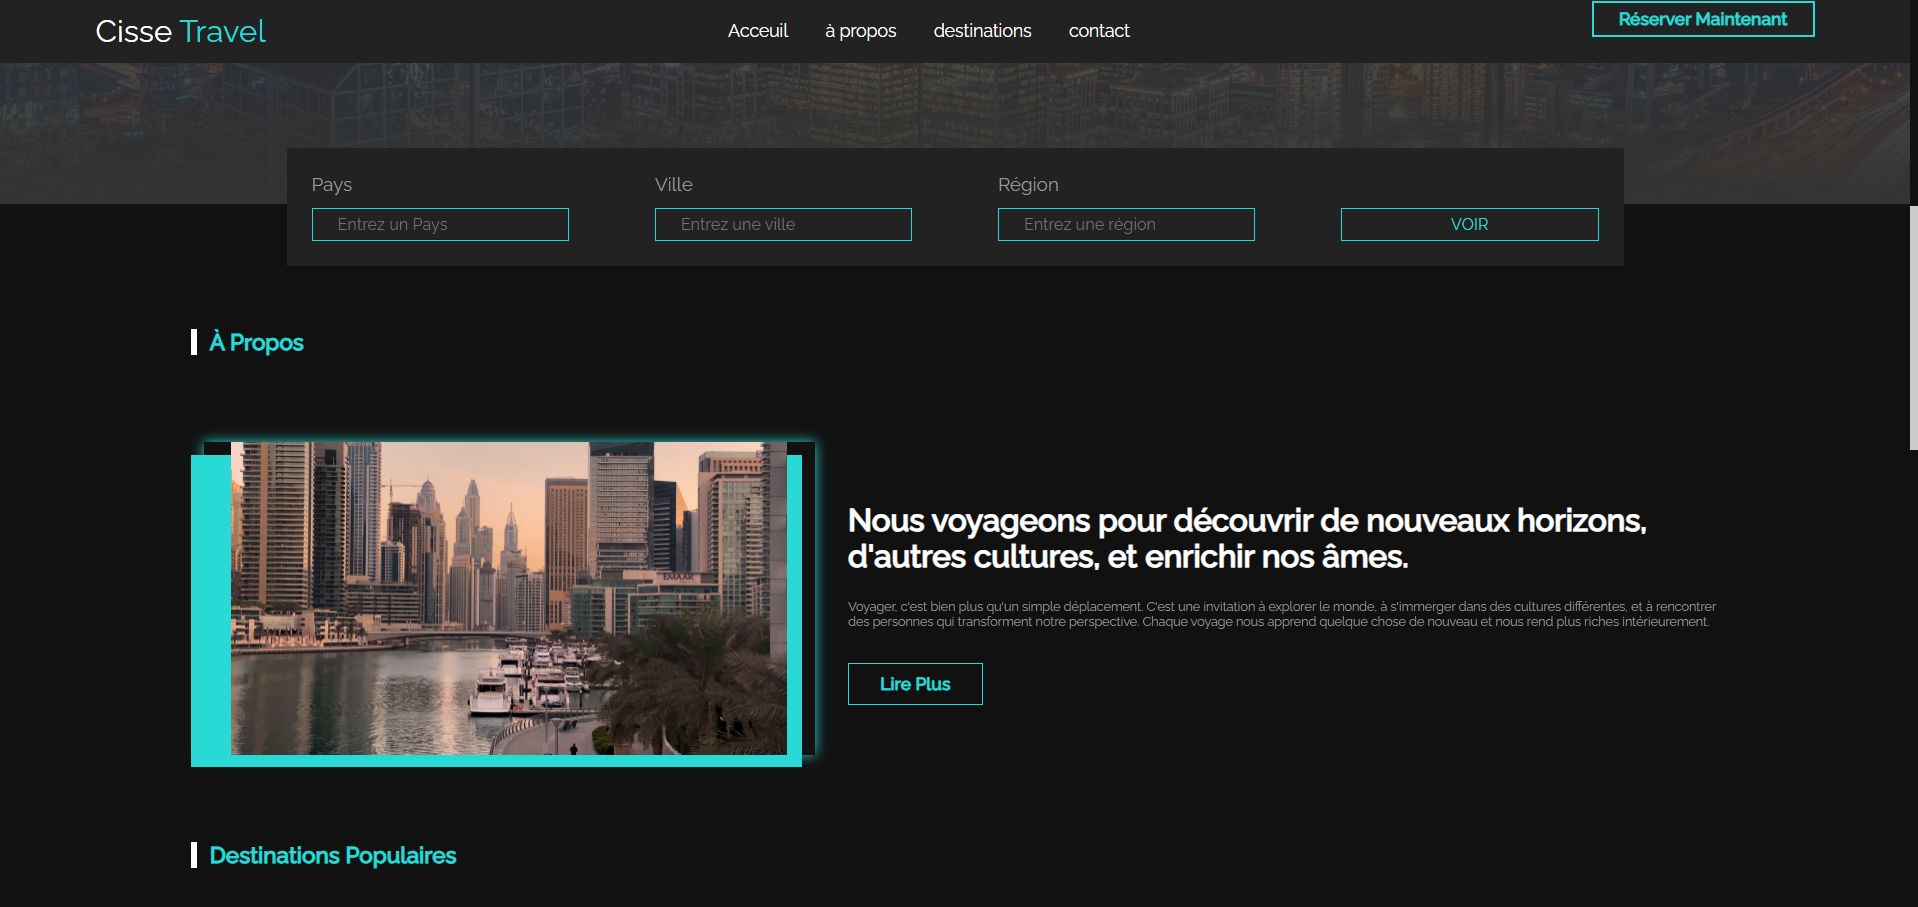 Cisse Travel
Acceuil à propos destinations contact
Réserver Maintenant
Pays Ville Région
Entrez un Pays Entrez une ville Entrez une région VOIR
À Propos
EMAAR
Nous voyageons pour découvrir de nouveaux horizons,
d'autres cultures, et enrichir nos âmes.
Voyager, c'est bien plus qu'un simple déplacement. C'est une invitation à explorer le monde, à s'immerger dans des cultures différentes, et à rencontrer
des personnes qui transforment notre perspective. Chaque voyage nous apprend quelque chose de nouveau et nous rend plus riches intérieurement.
Lire Plus
Destinations Populaires